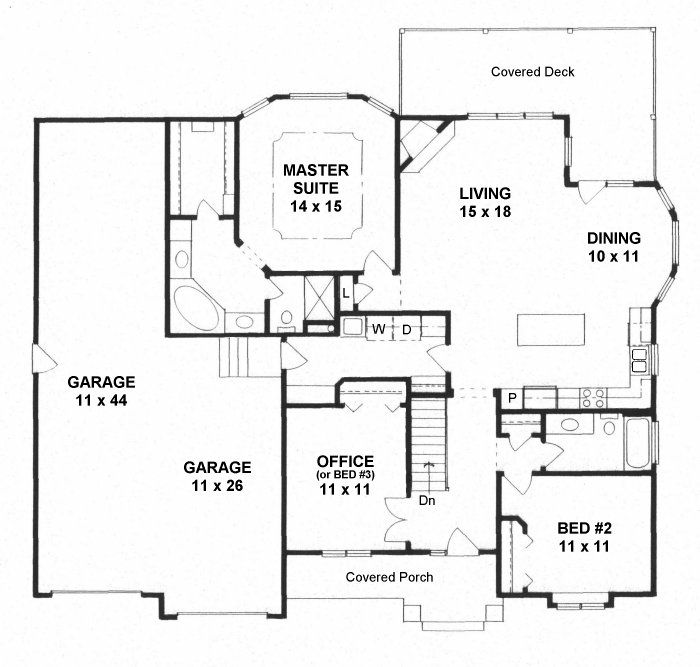 Covered Deck
MASTER
SUITE
14 x 15
LIVING
15 x 18
DINING
10 x 11
L
W
D
GARAGE
11 x 44
P
GARAGE
11 x 26
OFFICE
(or BED #3)
11 x 11
Dn
BED #2
11 x 11
Covered Porch